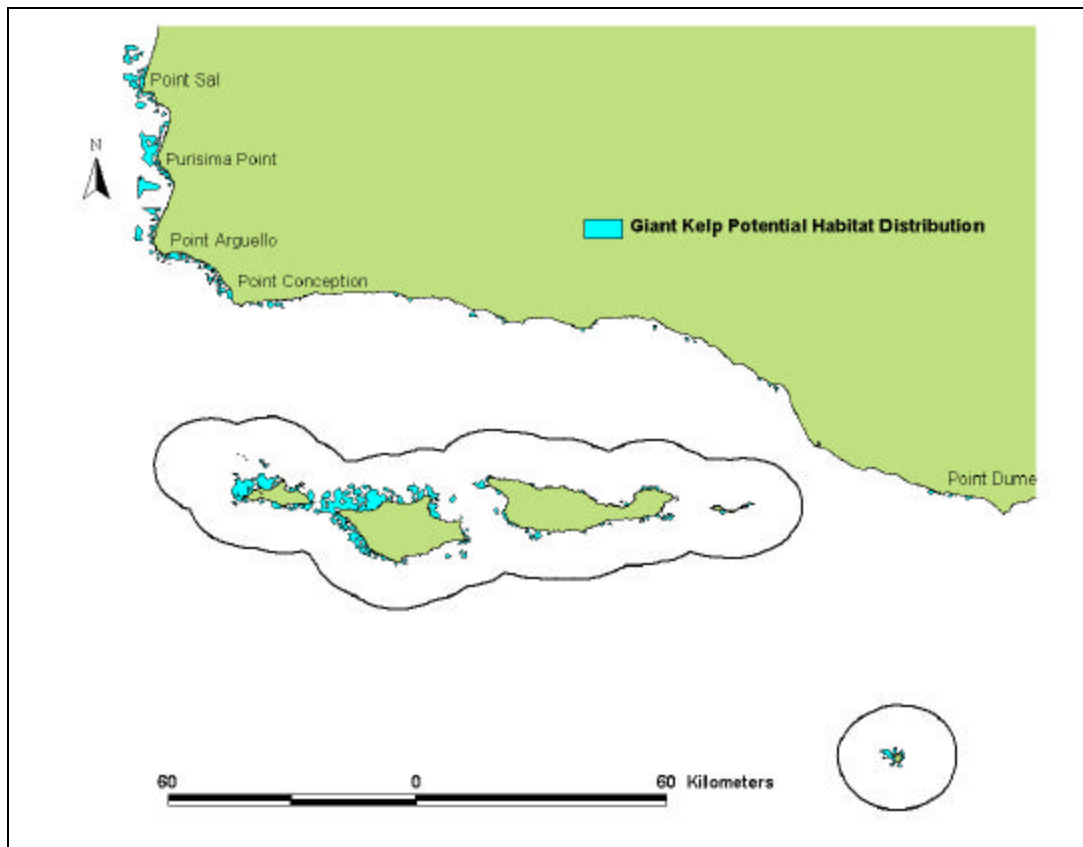 Point Sal
N
Purisima Point
Giant Kelp Potential Habitat Distribution
Point Arguello
Point Conception
Point Dume
60 0 60 Kilometers